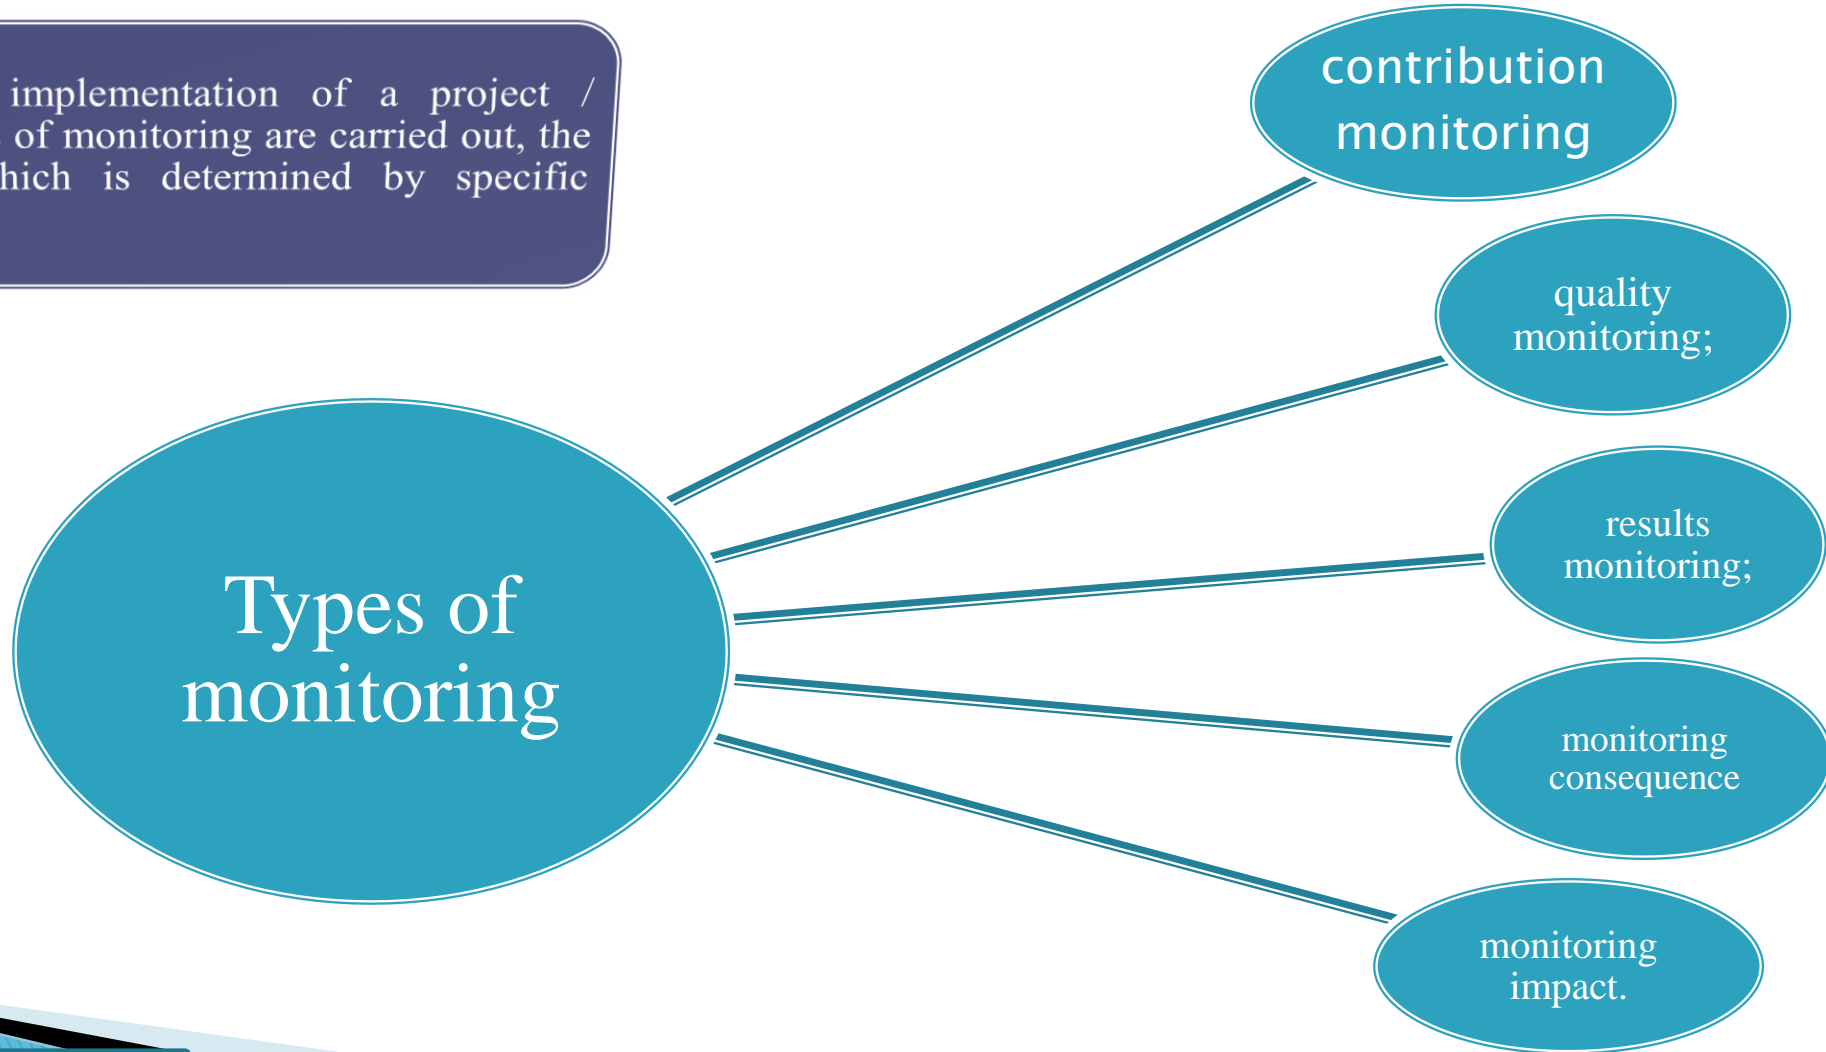 implementation of a project /
of monitoring are carried out, the
is determined by specific
contribution
monitoring
quality
monitoring;
results
monitoring;
Types of
monitoring
monitoring
consequence
monitoring
impact.